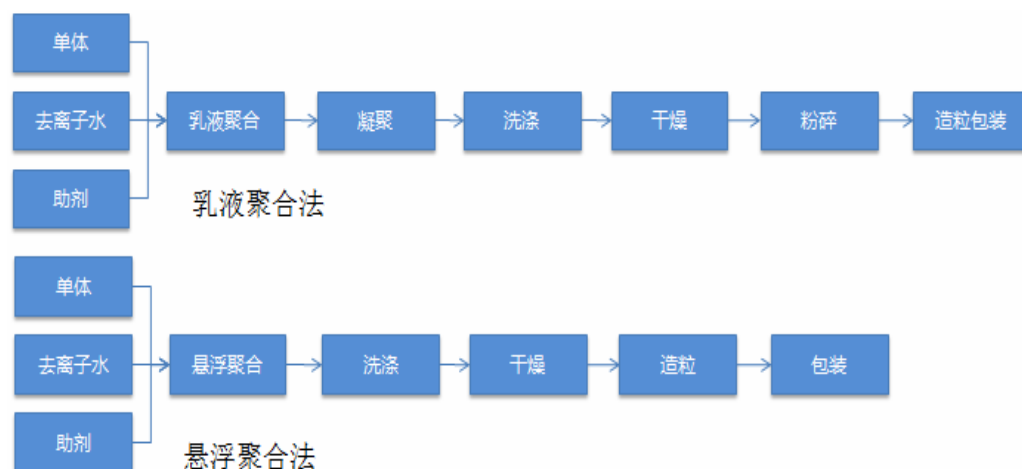 单体
去离子水
乳液聚合
凝聚
洗涤
干燥
粉碎
造粒包装
助剂
乳液聚合法
单体
去离子水
悬浮聚合
洗涤
干燥
造粒
包装
助剂
悬浮聚合法